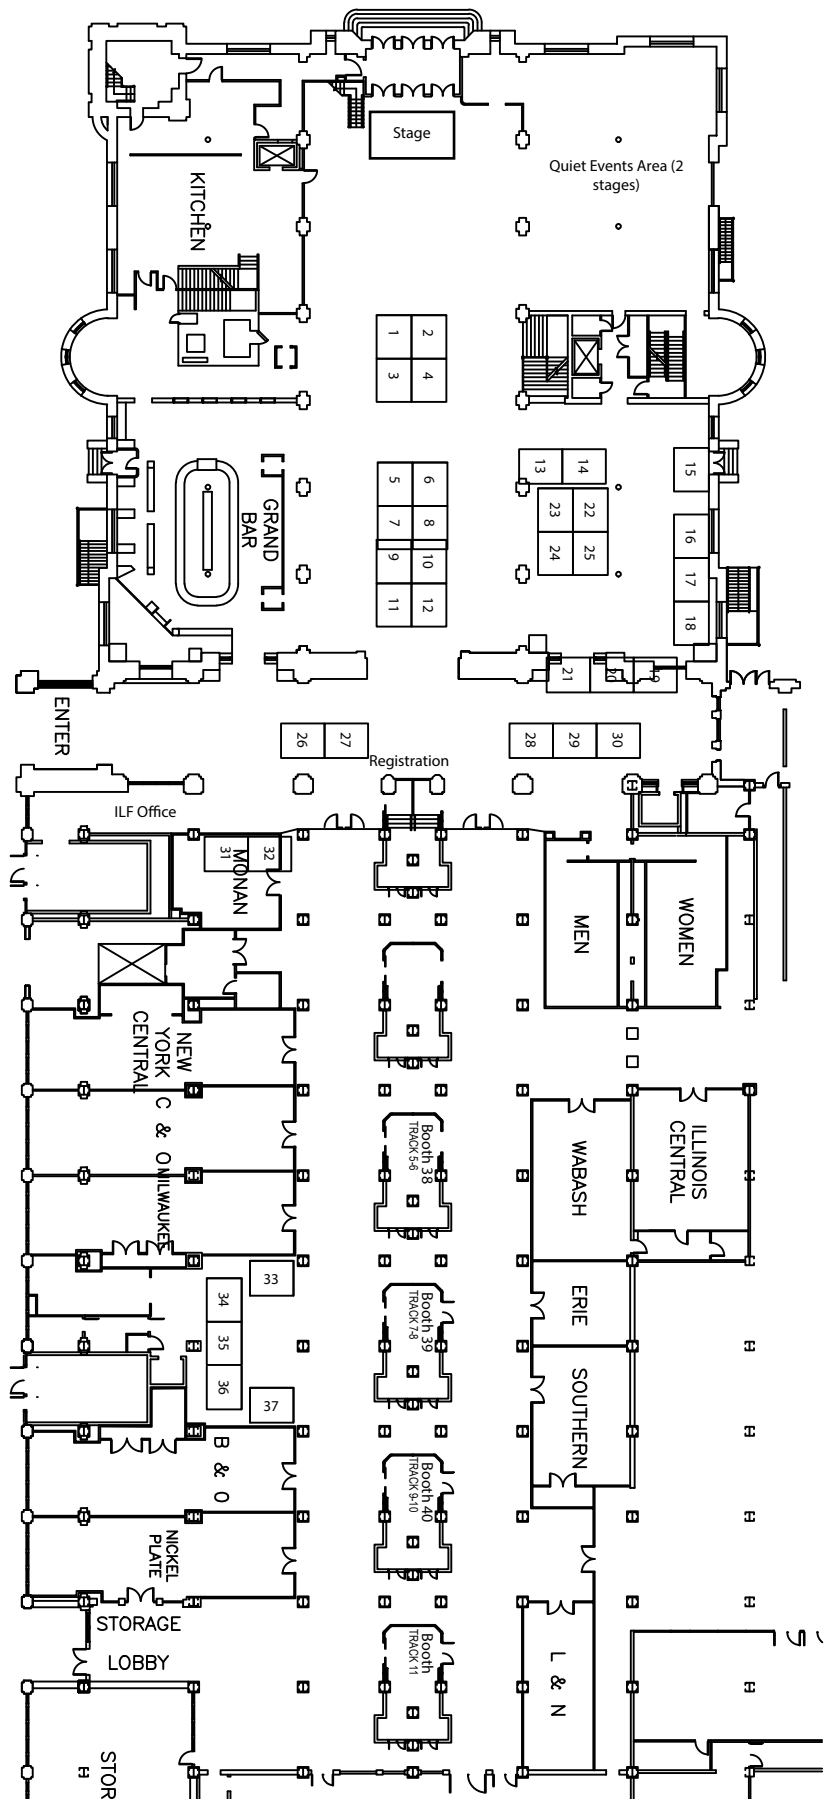 Stage
Quiet Events Area (2
stages)
KITCHEN
1
2
3
4
13
14
15
5
6
23
22
7
8
16
GRAND
BAR
9
10
24
25
17
11
12
18
21
20
19
ENTER
26
27
28
29
30
Registration
ILF Office
31
32
MONAN
MEN
WOMEN
NEW
YORK
CENTRAL
C & O
MILWAUKEE
Booth 38
TRACK 5-6
WABASH
ILLINOIS
CENTRAL
33
34
35
36
37
Booth 39
TRACK 7-8
ERIE
SOUTHERN
B & O
Booth 40
TRACK 9-10
NICKEL
PLATE
STORAGE
LOBBY
Booth
TRACK 11
L & N
STOR